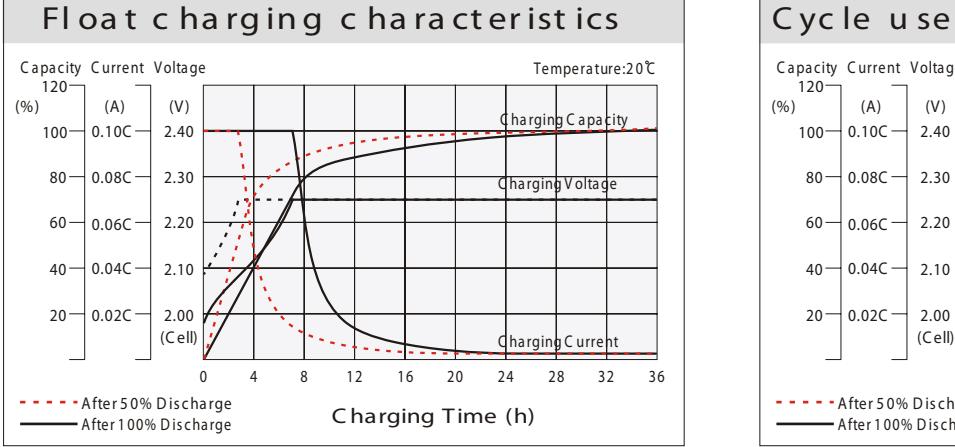 Float charging characteristics
Capacity Current Voltage
Temperature:20℃
120
(%) (A) (V)
100 0.10C 2.40
80 0.08C 2.30
60 0.06C 2.20
40 0.04C 2.10
20 0.02C 2.00
(Cell)
Charging Capacity
Charging Voltage
Charging Current
0 4 8 12 16 20 24 28 32 36
After 50% Discharge
After 100% Discharge
Charging Time (h)
Cycle use
Capacity Current Voltag
120
(%) (A) (V)
100 0.10C 2.40
80 0.08C 2.30
60 0.06C 2.20
40 0.04C 2.10
20 0.02C 2.00
(Cell)
After 50% Disch
After 100% Disch